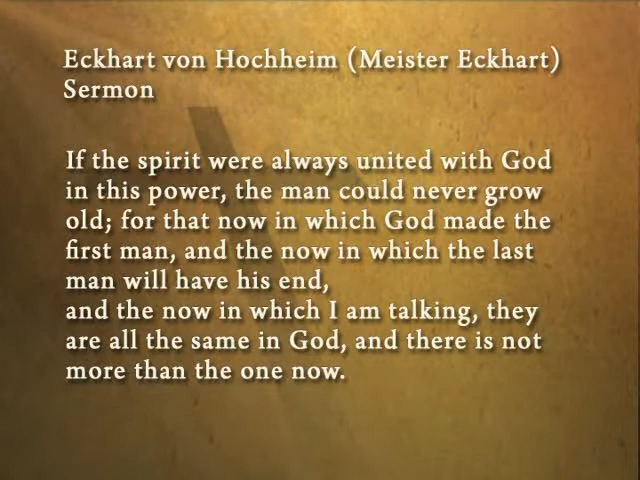 Eckhart von Hochheim (Meister Eckhart)
Sermon
If the spirit were always united with God
in this power, the man could never grow
old; for that now in which God made the
first man, and the now in which the last
man will have his end,
and the now in which I am talking, they
are all the same in God, and there is not
more than the one now.